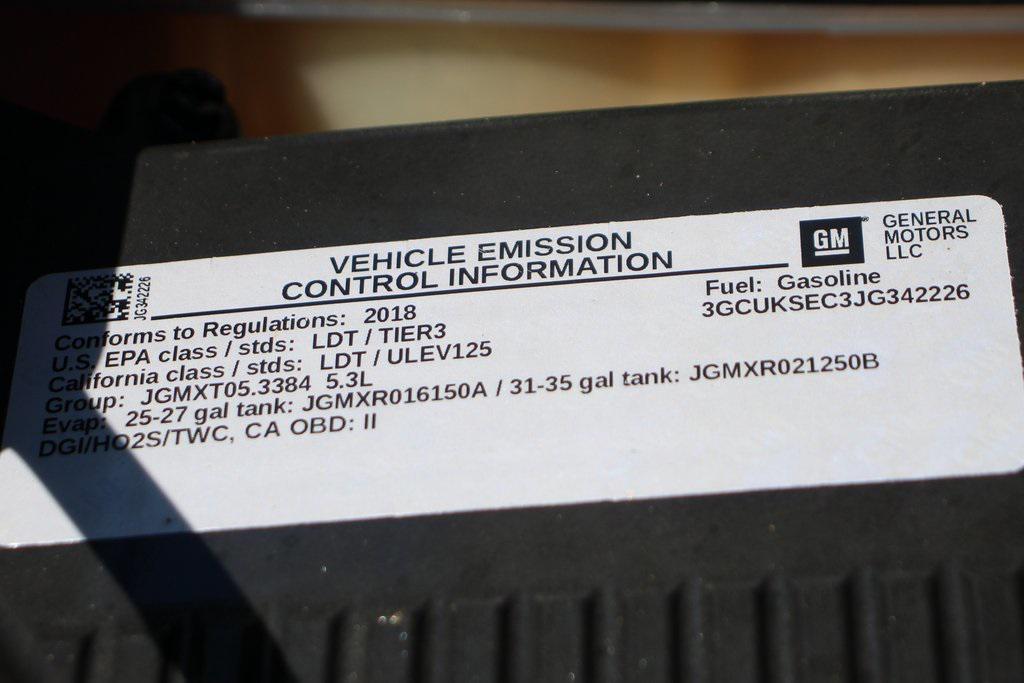 VEHICLE EMISSION
CONTROL INFORMATION
GM
GENERAL
MOTORS
LLC
JG342226
Fuel: Gasoline
3GCUKSEC3JG342226
Conforms to Regulations: 2018
U.S. EPA class / stds: LDT / TIER3
California class / stds: LDT / ULEV125
Group: JGMXT05.3384 5.3L
Evap: 25-27 gal tank: JGMXR016150A / 31-35 gal tank: JGMXR021250B
DGI/HO2S/TWC, CA OBD: II